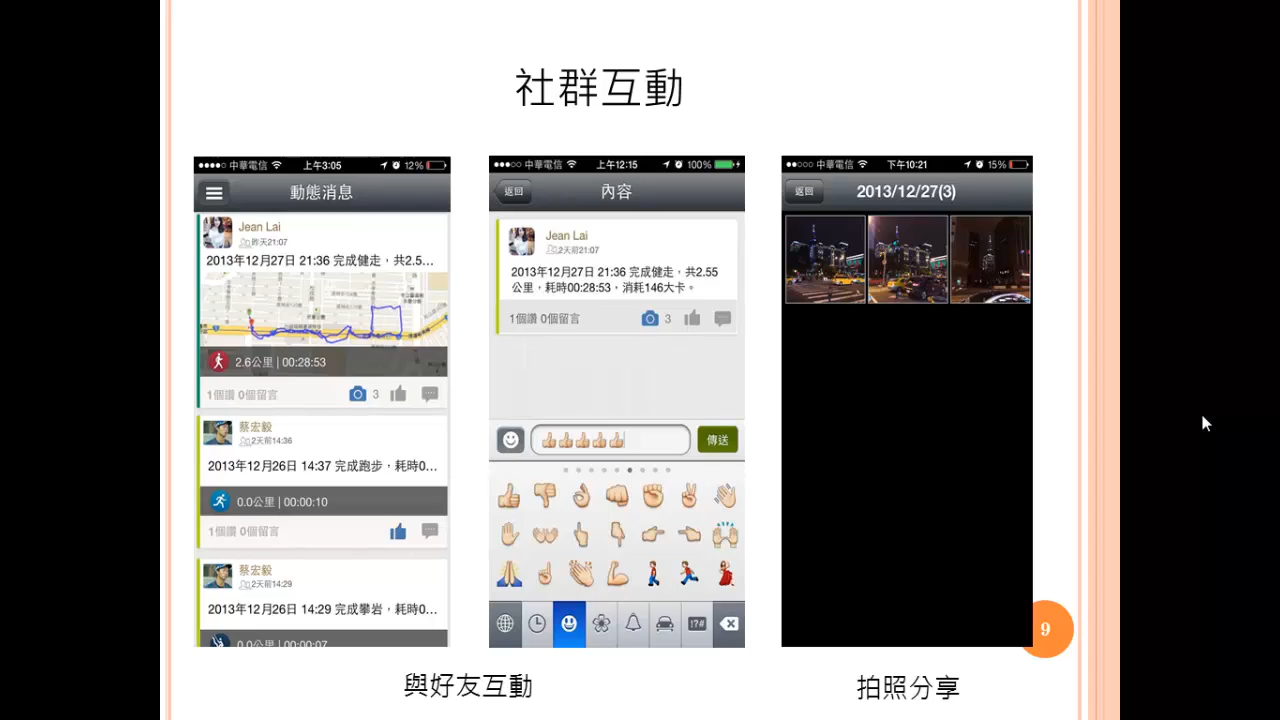 社群互動
中華電信 上午3:05 12%
動態消息
Jean Lai
昨天21:07
2013年12月27日 21:36 完成健走，共2.5...
2.6公里 | 00:28:53
1個讚 0個留言 3
蔡宏毅
2天前14:36
2013年12月26日 14:37 完成跑步，耗時0...
0.0公里 | 00:00:10
1個讚 0個留言
蔡宏毅
2天前14:29
2013年12月26日 14:29 完成攀岩，耗時0...
0.0公里 | 00:00:07
中華電信 上午12:15 100%
返回 內容
Jean Lai
2天前21:07
2013年12月27日 21:36 完成健走，共2.55
公里，耗時00:28:53，消耗146大卡。
1個讚 0個留言 3
傳送
!?#
中華電信 下午10:21 15%
返回 2013/12/27(3)
9
與好友互動
拍照分享